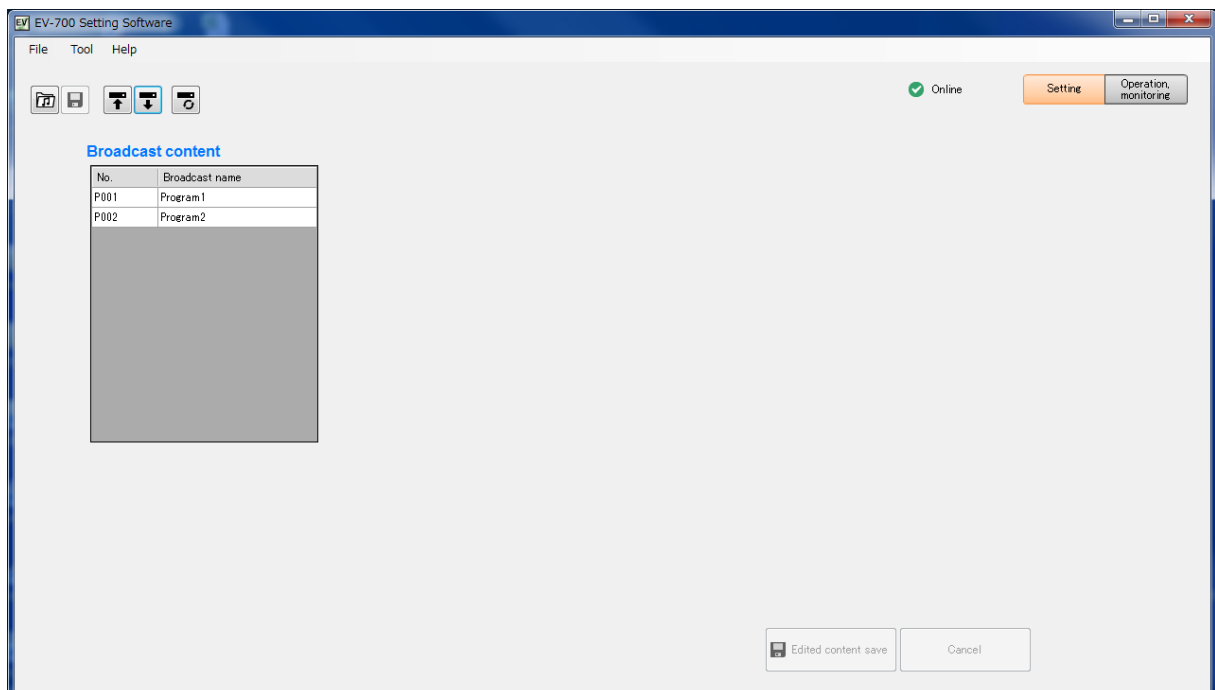 EV EV-700 Setting Software
File Tool Help
Online
Setting
Operation,
monitoring
Broadcast content
No. Broadcast name
P001 Program1
P002 Program2
Edited content save
Cancel